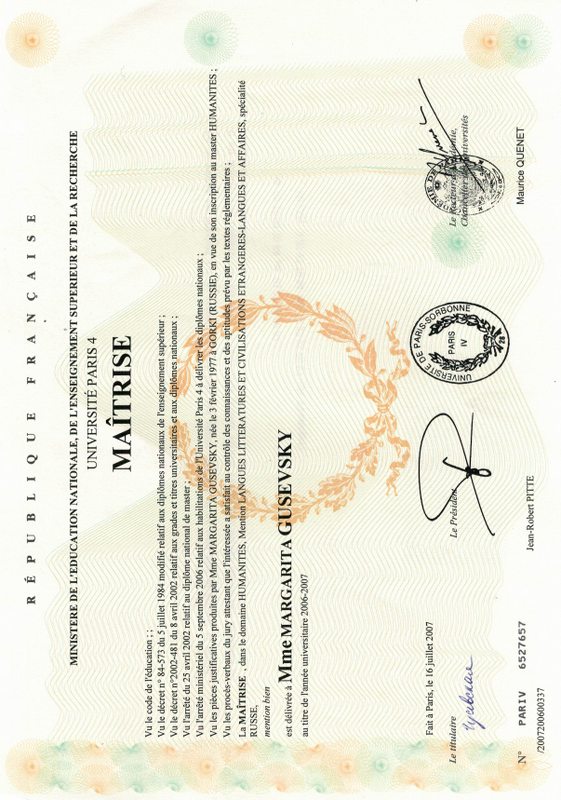 RÉPUBLIQUE FRANÇAISE
MINISTERE DE L'EDUCATION NATIONALE, DE L'ENSEIGNEMENT SUPERIEUR ET DE LA RECHERCHE
UNIVERSITÉ PARIS 4
MAÎTRISE
Vu le code de l'éducation ; ;
Vu le décret n° 84-573 du 5 juillet 1984 modifié relatif aux diplômes nationaux de l'enseignement supérieur ;
Vu le décret n°2002-481 du 8 avril 2002 relatif aux grades et titres universitaires et aux diplômes nationaux ;
Vu l'arrêté du 25 avril 2002 relatif au diplôme national de master ;
Vu l'arrêté ministériel du 5 septembre 2006 relatif aux habilitations de l'Université Paris 4 à délivrer les diplômes nationaux ;
Vu les pièces justificatives produites par Mme MARGARITA GUSEVSKY, née le 3 février 1977 à GORKI (RUSSIE), en vue de son inscription au master HUMANITES ;
Vu les procès-verbaux du jury attestant que l'intéressée a satisfait au contrôle des connaissances et des aptitudes prévu par les textes réglementaires ;
La MAÎTRISE , dans le domaine HUMANITES, Mention LANGUES LITTERATURES ET CIVILISATIONS ETRANGERES-LANGUES ET AFFAIRES, spécialité
RUSSE,
mention bien
est délivrée à Mme MARGARITA GUSEVSKY
au titre de l'année universitaire 2006-2007
Fait à Paris, le 16 juillet 2007
Le titulaire
Le Président
Le Recteur d'Académie,
Chancelier des universités
UNIVERSITÉ DE PARIS-SORBONNE
PARIS
IV
26
N° PARIV 6527657
/2007200600337
Jean-Robert PITTE
Maurice QUENET